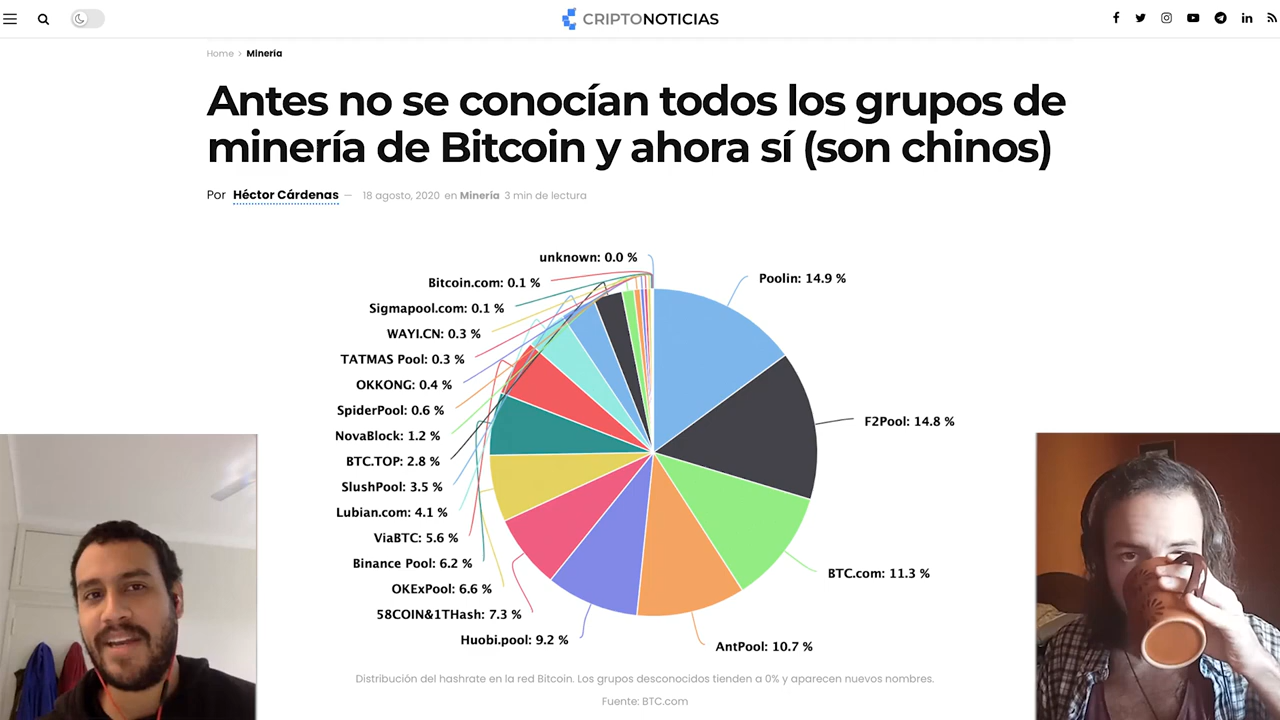 CRIPTONOTICIAS
Home > Minería
Antes no se conocían todos los grupos de
minería de Bitcoin y ahora sí (son chinos)
Por Héctor Cárdenas — 18 agosto, 2020 en Minería 3 min de lectura
unknown: 0.0 %
Bitcoin.com: 0.1 %
Poolin: 14.9 %
Sigmapool.com: 0.1 %
WAYI.CN: 0.3 %
TATMAS Pool: 0.3 %
OKKONG: 0.4 %
SpiderPool: 0.6 %
F2Pool: 14.8 %
NovaBlock: 1.2 %
BTC.TOP: 2.8 %
SlushPool: 3.5 %
Lubian.com: 4.1 %
ViaBTC: 5.6 %
Binance Pool: 6.2 %
BTC.com: 11.3 %
OKExPool: 6.6 %
58COIN&1THash: 7.3 %
Huobi.pool: 9.2 %
AntPool: 10.7 %
Distribución del hashrate en la red Bitcoin. Los grupos desconocidos tienden a 0% y aparecen nuevos nombres.
Fuente: BTC.com